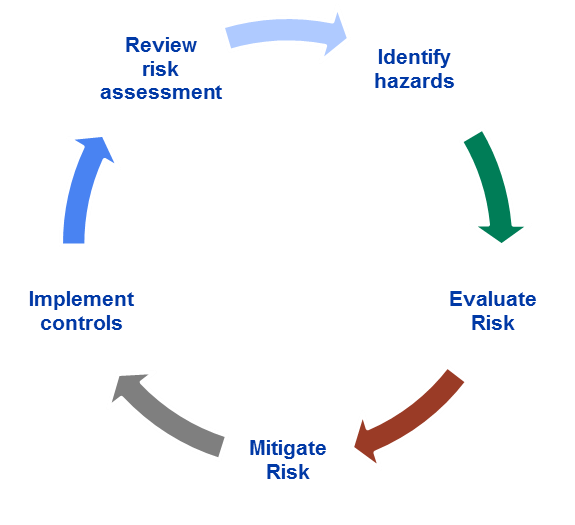 Review
risk
assessment
Identify
hazards
Evaluate
Risk
Mitigate
Risk
Implement
controls